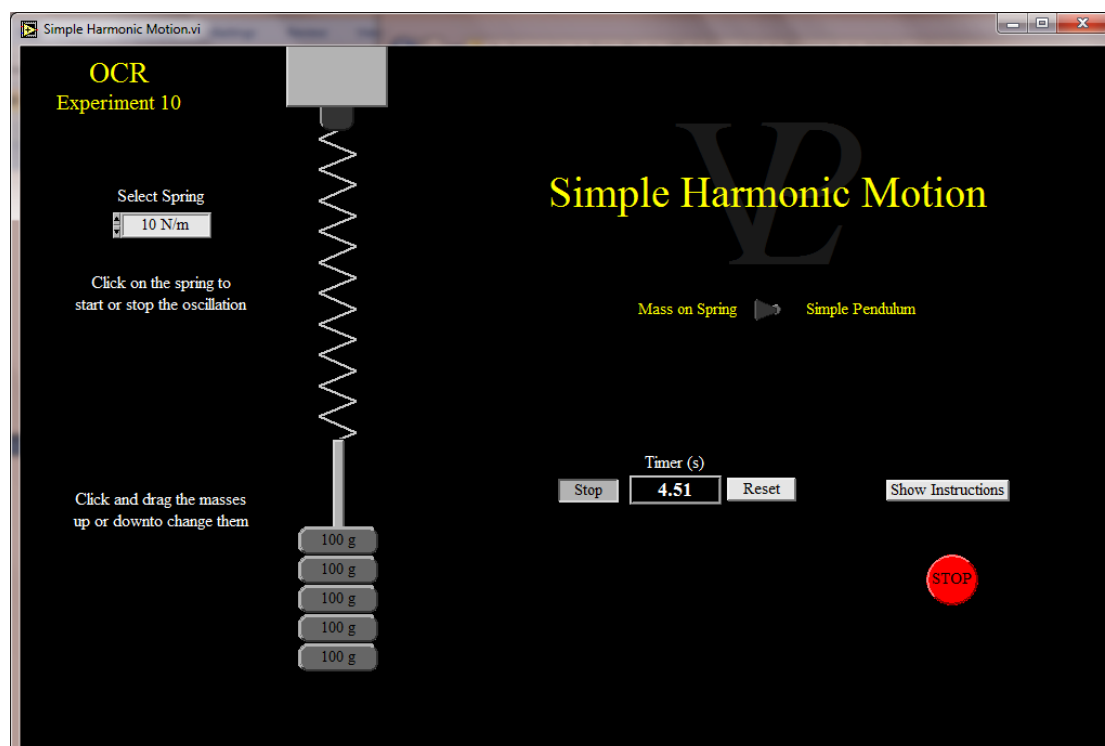 Simple Harmonic Motion.vi
OCR
Experiment 10
Select Spring
10 N/m
Click on the spring to
start or stop the oscillation
Click and drag the masses
up or downto change them
100 g
100 g
100 g
100 g
100 g
Simple Harmonic Motion
Mass on Spring
Simple Pendulum
Timer (s)
Stop
4.51
Reset
Show Instructions
STOP